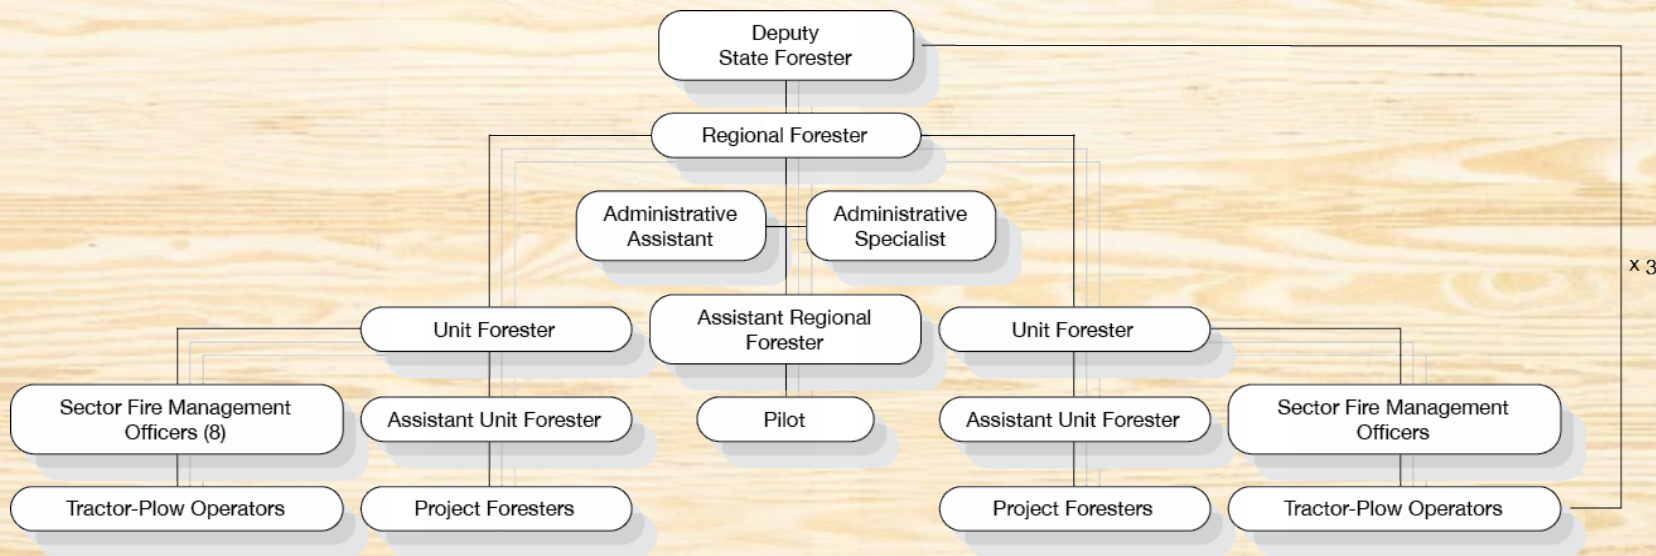 Deputy
State Forester
Regional Forester
Administrative
Assistant
Administrative
Specialist
x 3
Unit Forester
Assistant Regional
Forester
Unit Forester
Sector Fire Management
Officers (8)
Assistant Unit Forester
Pilot
Assistant Unit Forester
Sector Fire Management
Officers
Tractor-Plow Operators
Project Foresters
Project Foresters
Tractor-Plow Operators